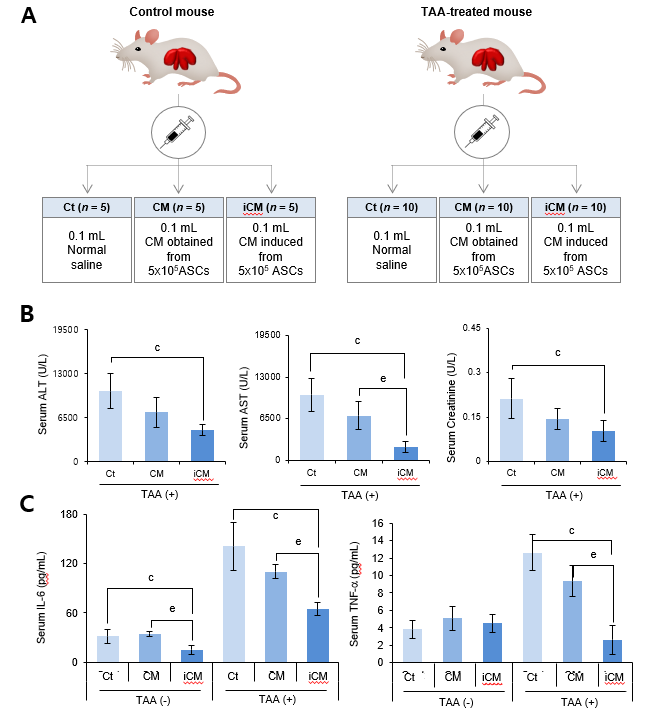 A
Control mouse
TAA-treated mouse
Ct (n = 5)
CM (n = 5)
iCM (n = 5)
0.1 mL
Normal
saline
0.1 mL
CM obtained
from
5x10⁵ASCs
0.1 mL
CM induced
from
5x10⁵ ASCs
Ct (n = 10)
CM (n = 10)
iCM (n = 10)
0.1 mL
Normal
saline
0.1 mL
CM obtained
from
5x10⁵ASCs
0.1 mL
CM induced
from
5x10⁵ ASCs
B
Serum ALT (U/L)
19500
13000
6500
0
c
Ct
CM
iCM
TAA (+)
Serum AST (U/L)
19500
13000
6500
0
c
e
Ct
CM
iCM
TAA (+)
Serum Creatinine (U/L)
0.45
0.3
0.15
0
c
Ct
CM
iCM
TAA (+)
C
Serum IL-6 (pg/mL)
180
120
60
0
c
e
c
e
Ct
CM
iCM
Ct
CM
iCM
TAA (-)
TAA (+)
Serum TNF-α (pg/mL)
16
14
12
10
8
6
4
2
0
c
e
Ct
CM
iCM
Ct
CM
iCM
TAA (-)
TAA (+)